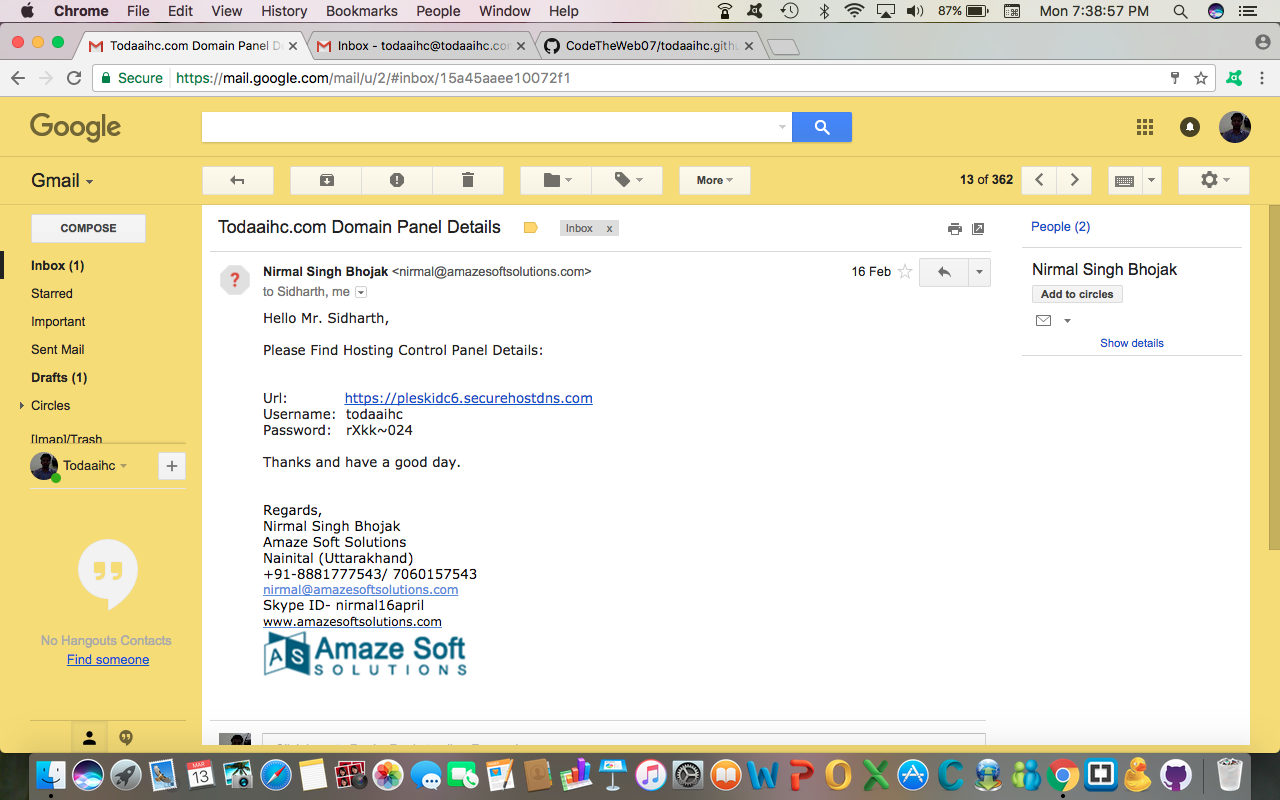 Chrome File Edit View History Bookmarks People Window Help 87% Mon 7:38:57 PM
Todaaihc.com Domain Panel D Inbox - todaaihc@todaaihc.co CodeTheWeb07/todaaihc.gith
Secure https://mail.google.com/mail/u/2/#inbox/15a45aaee10072f1
Google
Gmail More 13 of 362
COMPOSE
Inbox (1)
Starred
Important
Sent Mail
Drafts (1)
Circles
[Imap]/Trash
Todaaihc
No Hangouts Contacts
Find someone
Todaaihc.com Domain Panel Details Inbox x
Nirmal Singh Bhojak <nirmal@amazesoftsolutions.com> 16 Feb
to Sidharth, me
Hello Mr. Sidharth,
Please Find Hosting Control Panel Details:
Url: https://pleskidc6.securehostdns.com
Username: todaaihc
Password: rXkk~024
Thanks and have a good day.
Regards,
Nirmal Singh Bhojak
Amaze Soft Solutions
Nainital (Uttarakhand)
+91-8881777543/ 7060157543
nirmal@amazesoftsolutions.com
Skype ID- nirmal16april
www.amazesoftsolutions.com
AS Amaze Soft
SOLUTIONS
People (2)
Nirmal Singh Bhojak
Add to circles
Show details
MAR
13